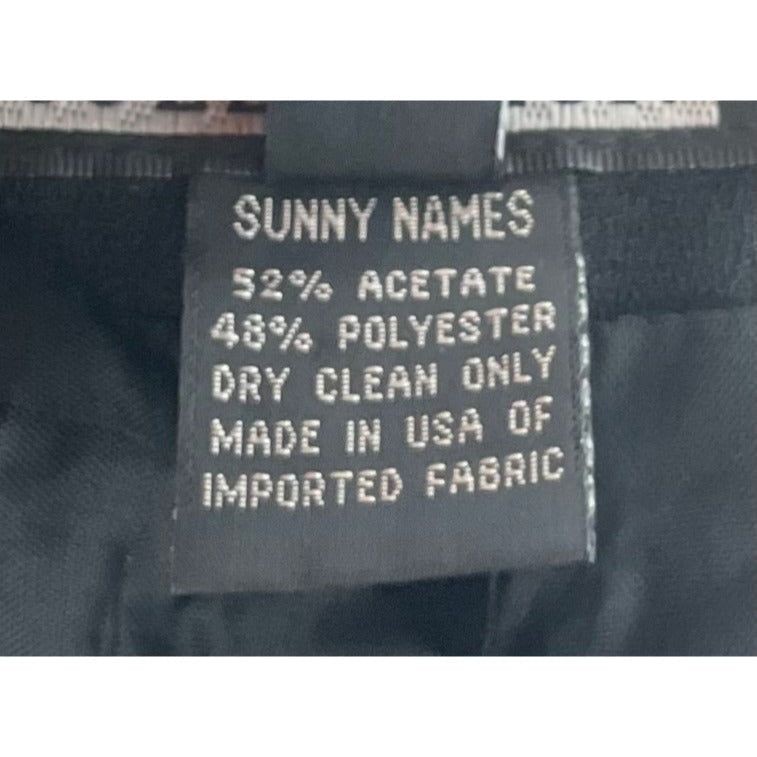 SUNNY NAMES
52% ACETATE
48% POLYESTER
DRY CLEAN ONLY
MADE IN USA OF
IMPORTED FABRIC